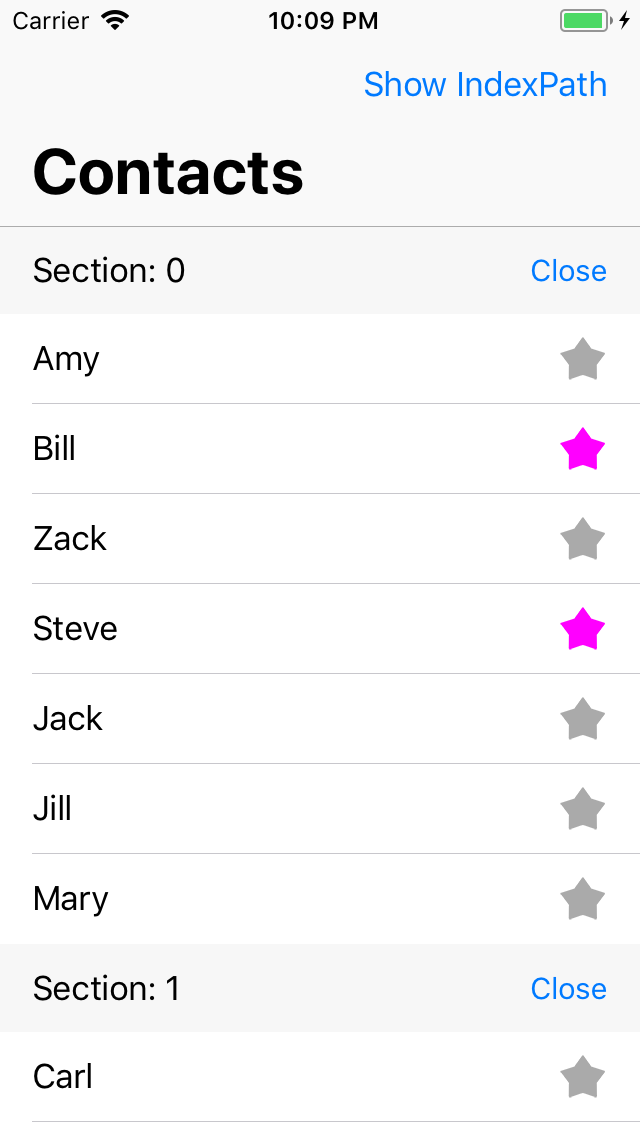 Carrier 10:09 PM
Show IndexPath
Contacts
Section: 0 Close
Amy
Bill
Zack
Steve
Jack
Jill
Mary
Section: 1 Close
Carl